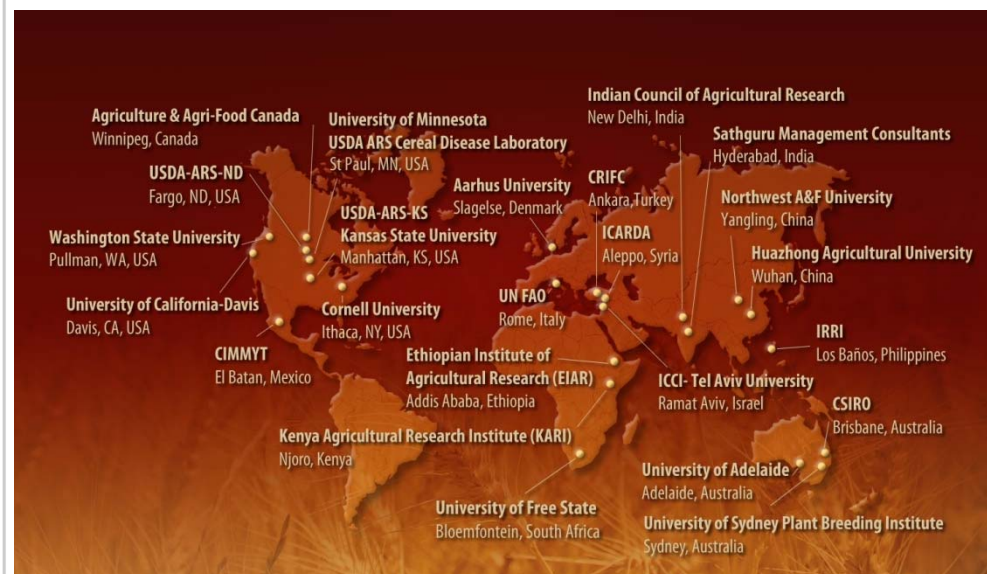 Agriculture & Agri-Food Canada
Winnipeg, Canada
University of Minnesota
USDA ARS Cereal Disease Laboratory
St Paul, MN, USA
USDA-ARS-ND
Fargo, ND, USA
USDA-ARS-KS
Kansas State University
Manhattan, KS, USA
Washington State University
Pullman, WA, USA
University of California-Davis
Davis, CA, USA
Cornell University
Ithaca, NY, USA
CIMMYT
El Batan, Mexico
Indian Council of Agricultural Research
New Delhi, India
Sathguru Management Consultants
Hyderabad, India
Aarhus University
Slagelse, Denmark
CRIFC
Ankara,Turkey
Northwest A&F University
Yangling, China
ICARDA
Aleppo, Syria
Huazhong Agricultural University
Wuhan, China
UN FAO
Rome, Italy
IRRI
Los Baños, Philippines
Ethiopian Institute of
Agricultural Research (EIAR)
Addis Ababa, Ethiopia
ICCI- Tel Aviv University
Ramat Aviv, Israel
CSIRO
Brisbane, Australia
Kenya Agricultural Research Institute (KARI)
Njoro, Kenya
University of Adelaide
Adelaide, Australia
University of Free State
Bloemfontein, South Africa
University of Sydney Plant Breeding Institute
Sydney, Australia